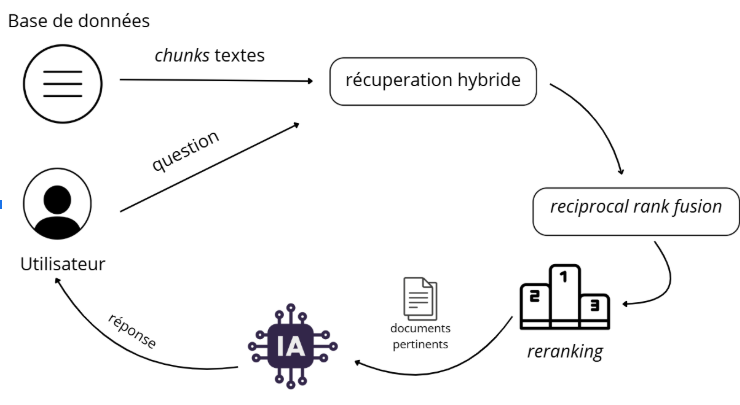 Base de données
chunks textes
récuperation hybride
question
reciprocal rank fusion
Utilisateur
1
2
3
reranking
documents
pertinents
IA
réponse